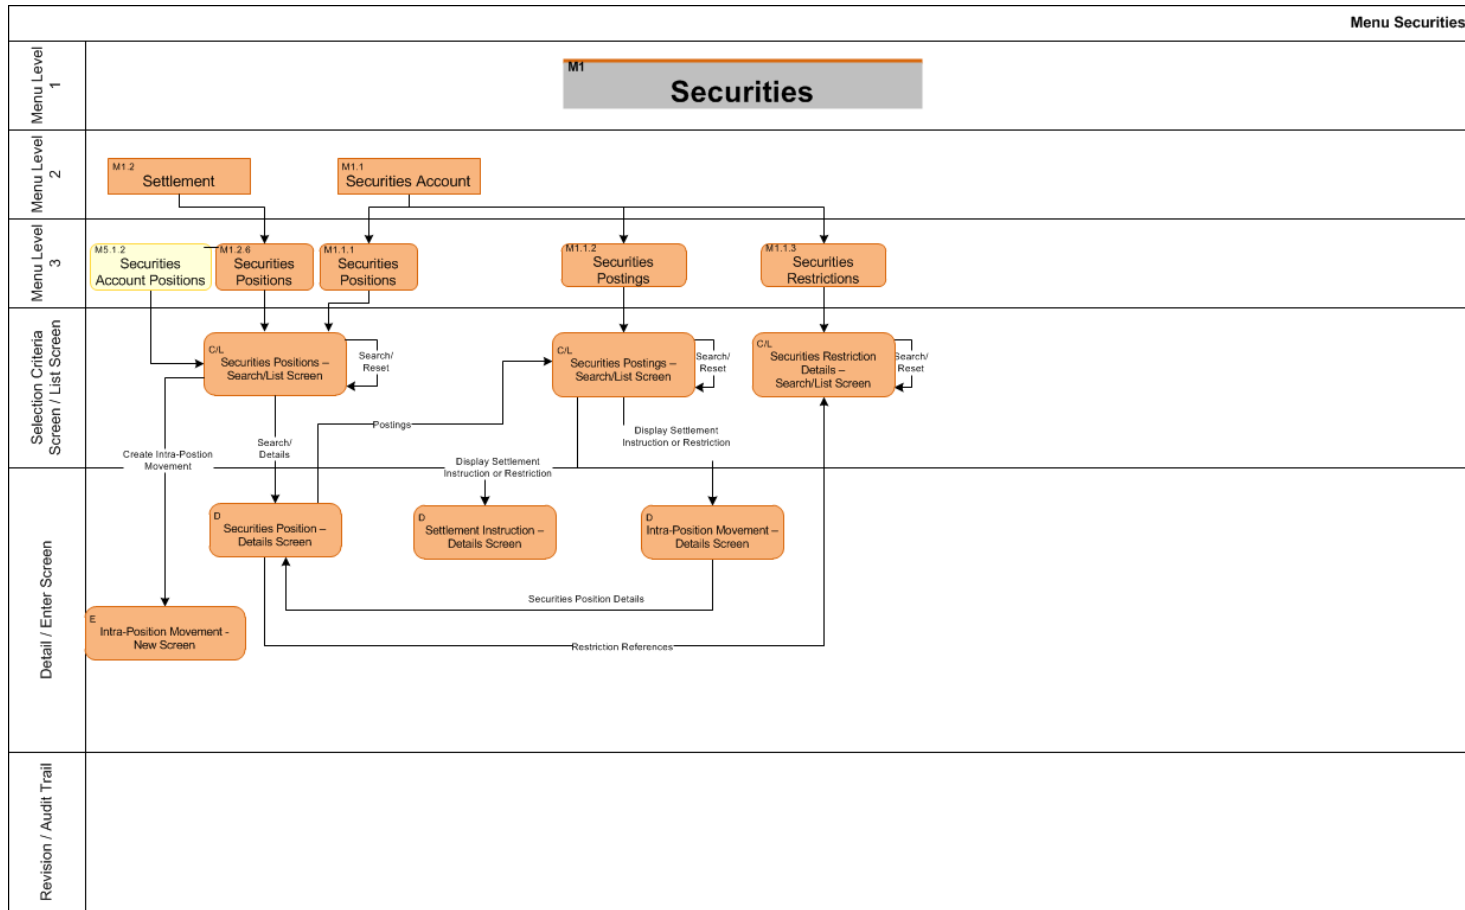 Menu Securities
Menu Level
1
M1
Securities
Menu Level
2
M1.2
Settlement
M1.1
Securities Account
Menu Level
3
M5.1.2
Securities
Account Positions
M1.2.6
Securities
Positions
M1.1.1
Securities
Positions
M1.1.2
Securities
Postings
M1.1.3
Securities
Restrictions
Selection Criteria
Screen / List Screen
C/L
Securities Positions –
Search/List Screen
Search/
Reset
C/L
Securities Postings –
Search/List Screen
Search/
Reset
C/L
Securities Restriction
Details –
Search/List Screen
Search/
Reset
Postings
Create Intra-Postion
Movement
Search/
Details
Display Settlement
Instruction or Restriction
Display Settlement
Instruction or Restriction
Detail / Enter Screen
D
Securities Position –
Details Screen
D
Settlement Instruction –
Details Screen
D
Intra-Position Movement –
Details Screen
Securities Position Details
E
Intra-Position Movement -
New Screen
Restriction References
Revision / Audit Trail